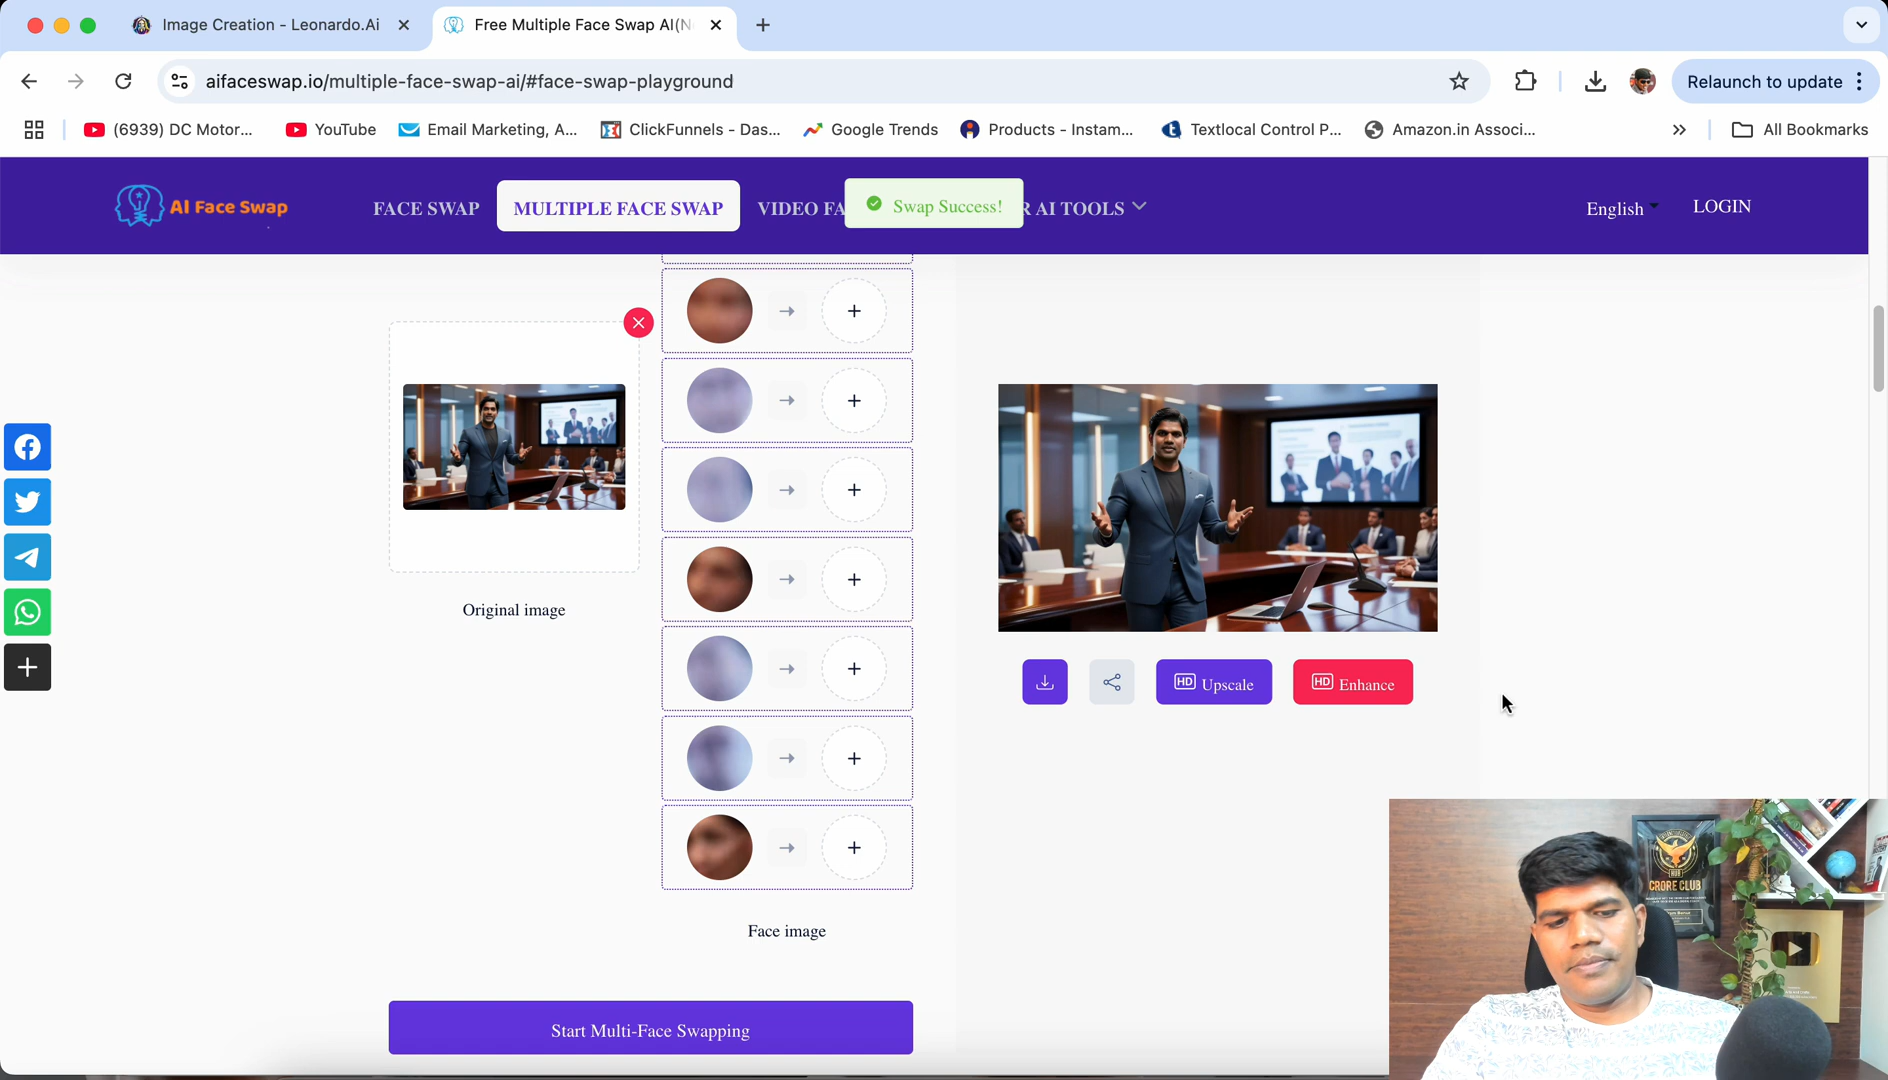 Image Creation - Leonardo.Ai
Free Multiple Face Swap AI(N
aifaceswap.io/multiple-face-swap-ai/#face-swap-playground
Relaunch to update
(6939) DC Motor...
YouTube
Email Marketing, A...
ClickFunnels - Das...
Google Trends
Products - Instam...
Textlocal Control P...
Amazon.in Associ...
All Bookmarks
AI Face Swap
FACE SWAP
MULTIPLE FACE SWAP
VIDEO FA
Swap Success!
R AI TOOLS
English
LOGIN
Original image
HD Upscale
HD Enhance
Face image
CRORE CLUB
Start Multi-Face Swapping